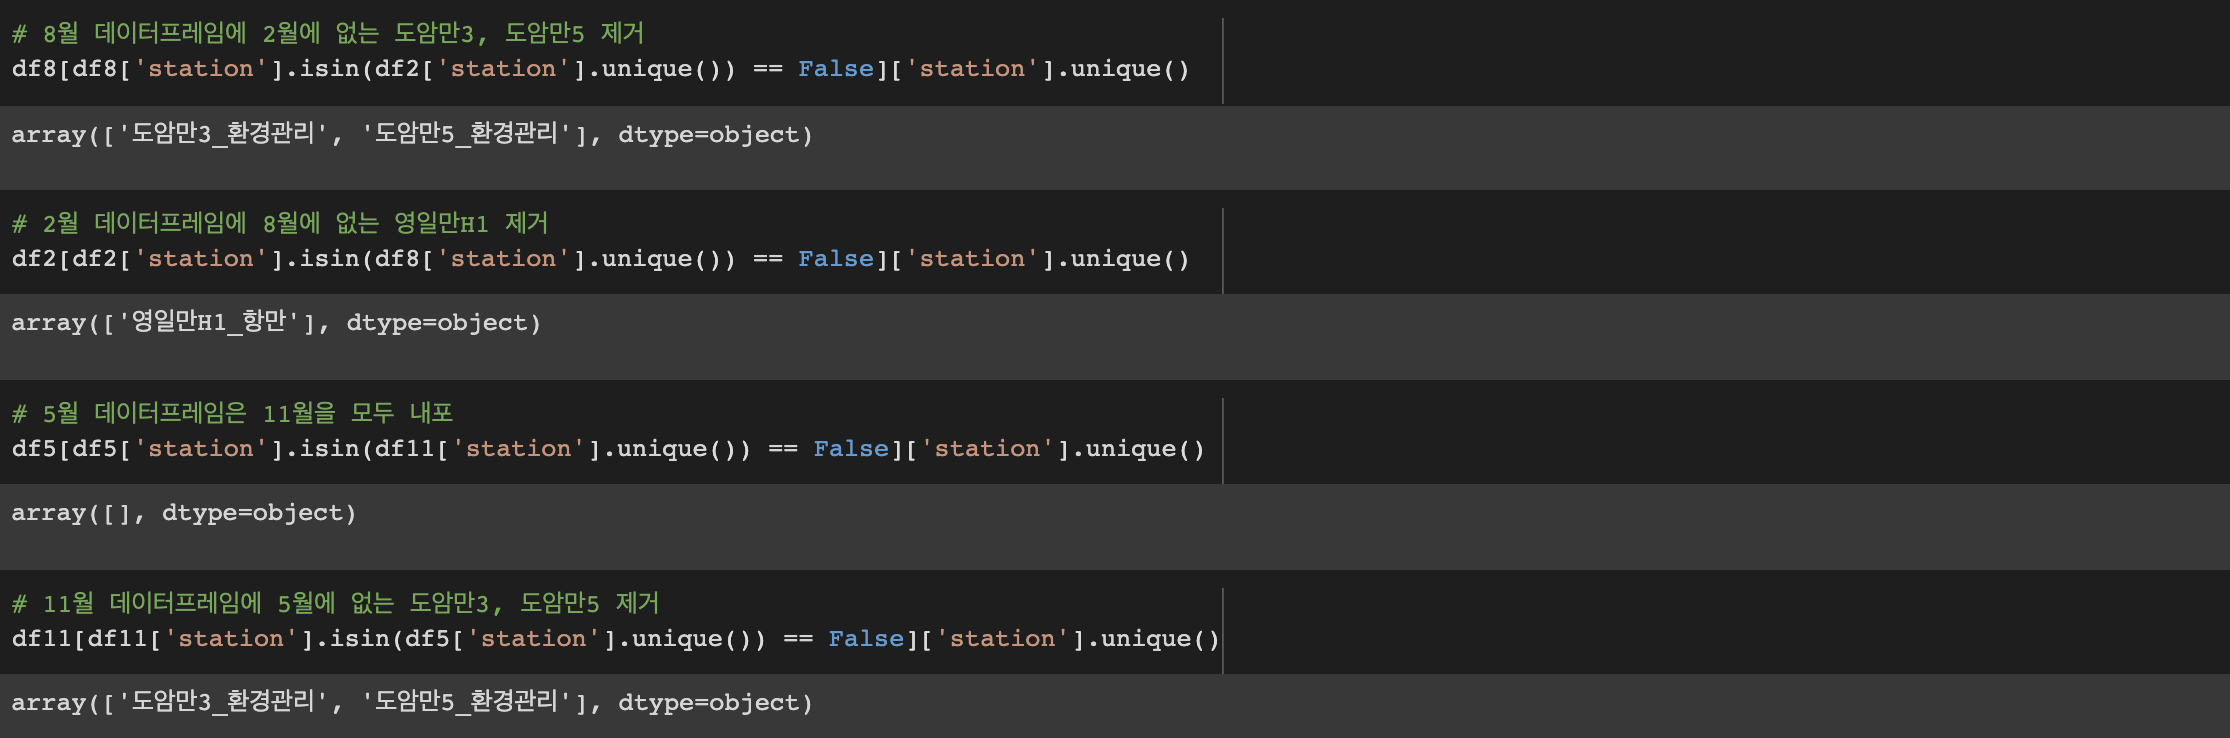 # 8월 데이터프레임에 2월에 없는 도암만3, 도암만5 제거
df8[df8['station'].isin(df2['station'].unique()) == False]['station'].unique()
array(['도암만3_환경관리', '도암만5_환경관리'], dtype=object)
# 2월 데이터프레임에 8월에 없는 영일만H1 제거
df2[df2['station'].isin(df8['station'].unique()) == False]['station'].unique()
array(['영일만H1_항만'], dtype=object)
# 5월 데이터프레임은 11월을 모두 내포
df5[df5['station'].isin(df11['station'].unique()) == False]['station'].unique()
array([], dtype=object)
# 11월 데이터프레임에 5월에 없는 도암만3, 도암만5 제거
df11[df11['station'].isin(df5['station'].unique()) == False]['station'].unique()
array(['도암만3_환경관리', '도암만5_환경관리'], dtype=object)